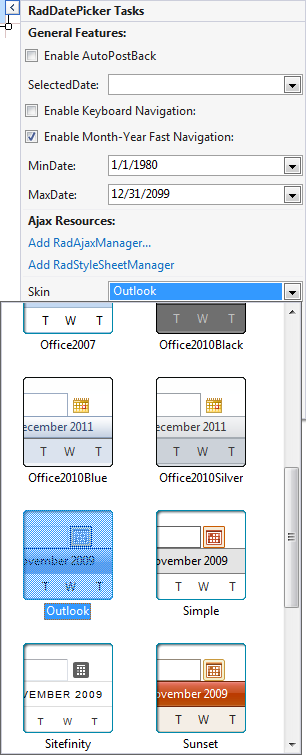 RadDatePicker Tasks
General Features:
Enable AutoPostBack
SelectedDate:
Enable Keyboard Navigation:
Enable Month-Year Fast Navigation:
MinDate: 1/1/1980
MaxDate: 12/31/2099
Ajax Resources:
Add RadAjaxManager...
Add RadStyleSheetManager
Skin Outlook
T W T T W T
Office2007 Office2010Black
ecember 2011 ecember 2011
T W T T W T
Office2010Blue Office2010Silver
ovember 2009 ovember 2009
T W T T W T
Outlook Simple
VEMBER 2009 ovember 2009
T W T T W T
Sitefinity Sunset